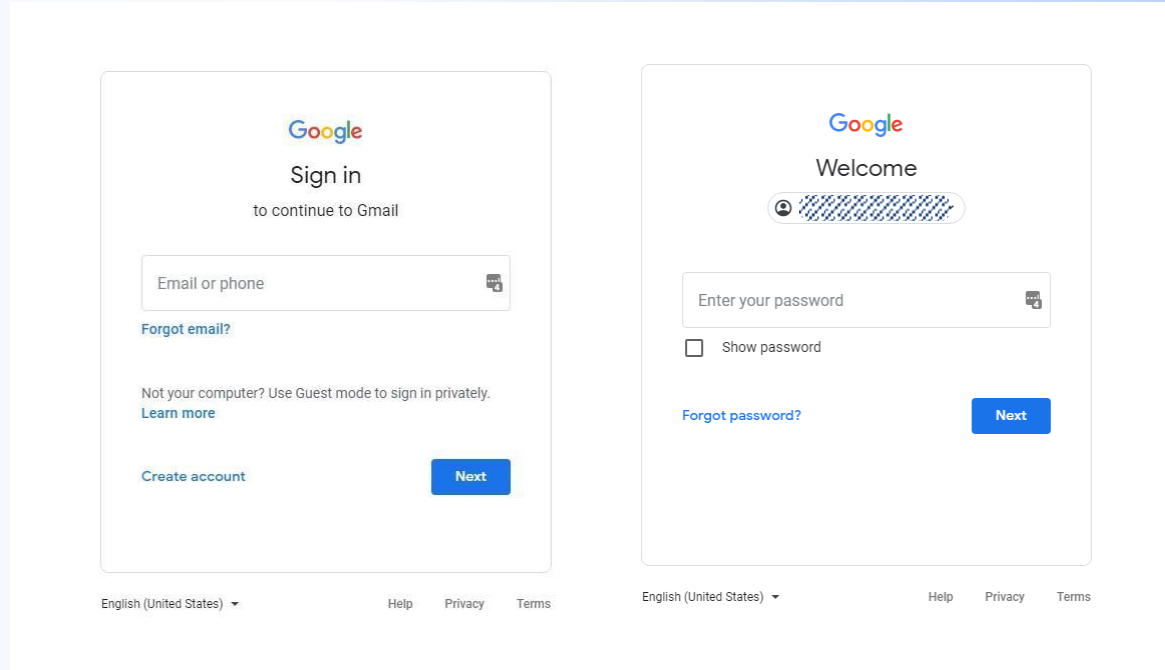 Google
Sign in
to continue to Gmail
Email or phone
4
Forgot email?
Not your computer? Use Guest mode to sign in privately.
Learn more
Create account
Next
English (United States)
Help
Privacy
Terms
Google
Welcome
Enter your password
4
Show password
Forgot password?
Next
English (United States)
Help
Privacy
Terms